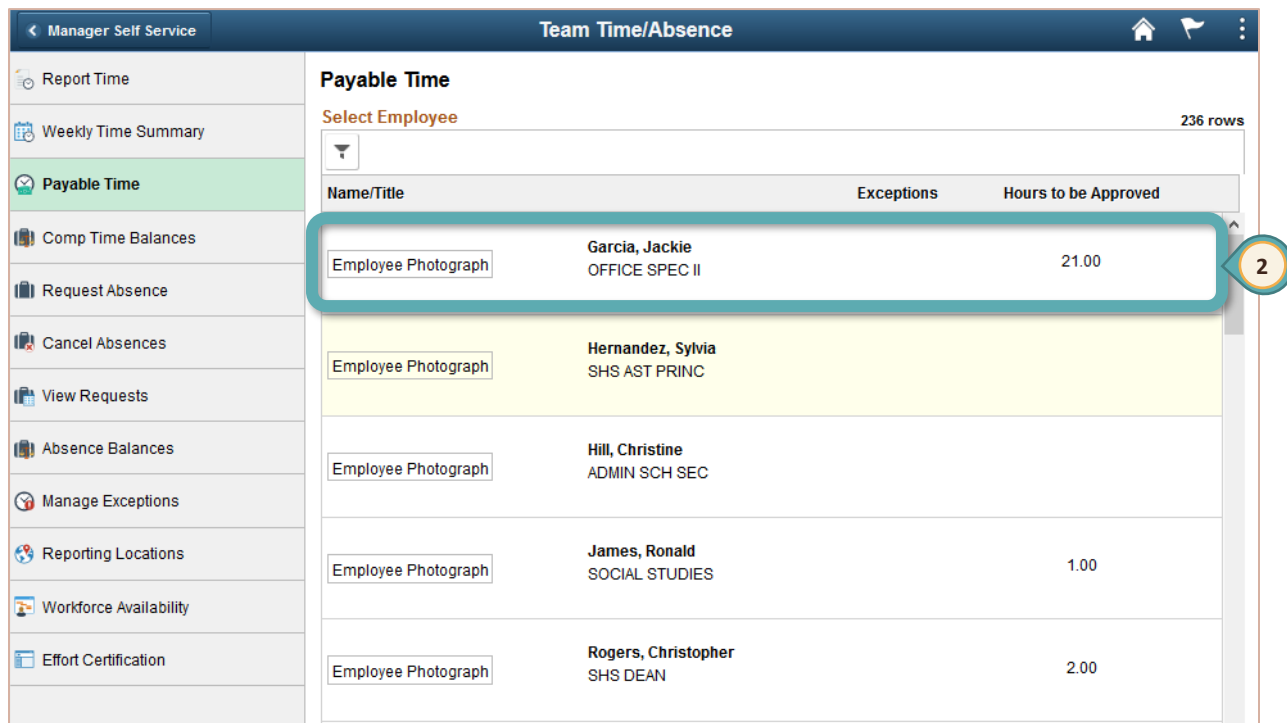 Manager Self Service
Team Time/Absence
Report Time
Weekly Time Summary
Payable Time
Comp Time Balances
Request Absence
Cancel Absences
View Requests
Absence Balances
Manage Exceptions
Reporting Locations
Workforce Availability
Effort Certification
Payable Time
Select Employee
236 rows
Name/Title Exceptions Hours to be Approved
Employee Photograph
Garcia, Jackie
OFFICE SPEC II
21.00
2
Employee Photograph
Hernandez, Sylvia
SHS AST PRINC
Employee Photograph
Hill, Christine
ADMIN SCH SEC
Employee Photograph
James, Ronald
SOCIAL STUDIES
1.00
Employee Photograph
Rogers, Christopher
SHS DEAN
2.00